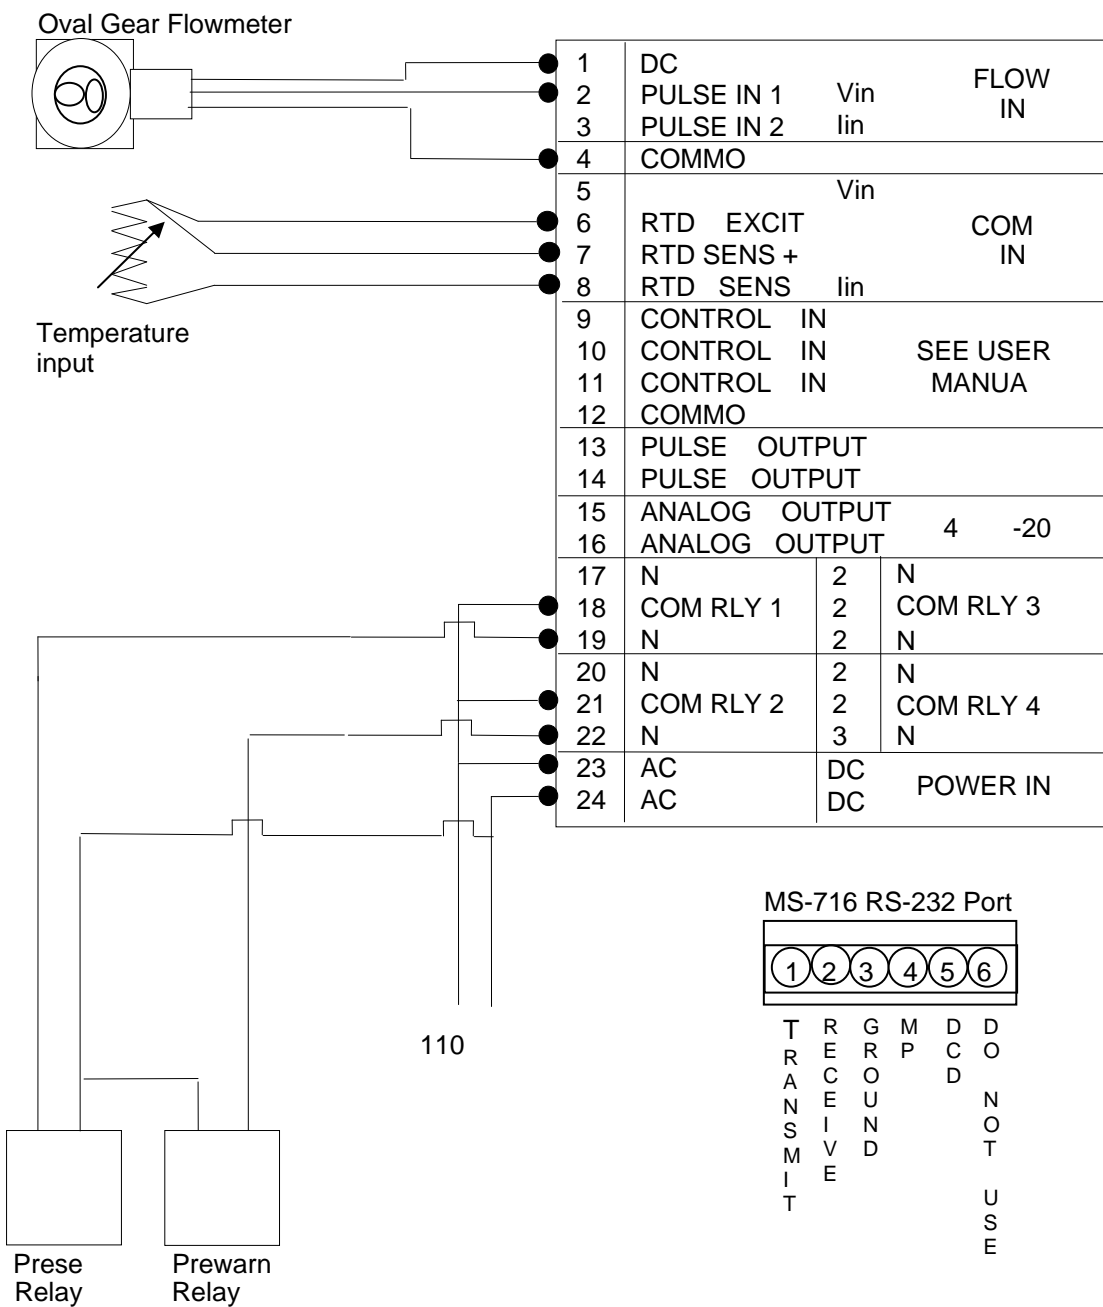 Oval Gear Flowmeter
1 DC
2 PULSE IN 1 Vin
3 PULSE IN 2 Iin
FLOW
IN
4 COMMO
5 Vin
6 RTD EXCIT
7 RTD SENS +
8 RTD SENS Iin
COM
IN
Temperature
input
9 CONTROL IN
10 CONTROL IN
11 CONTROL IN
12 COMMO
SEE USER
MANUA
13 PULSE OUTPUT
14 PULSE OUTPUT
15 ANALOG OUTPUT
16 ANALOG OUTPUT
4 -20
17 N 2 N
18 COM RLY 1 2 COM RLY 3
19 N 2 N
20 N 2 N
21 COM RLY 2 2 COM RLY 4
22 N 3 N
23 AC DC
24 AC DC
POWER IN
110
MS-716 RS-232 Port
1 2 3 4 5 6
TRANSMIT
RECEIVE
GROUND
MP
DCD
DO NOT USE
Prese
Relay
Prewarn
Relay